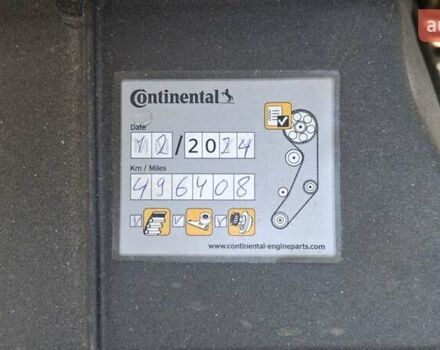 Continental
Date
12/2024
Km / Miles
496408
www.continental-engineparts.com